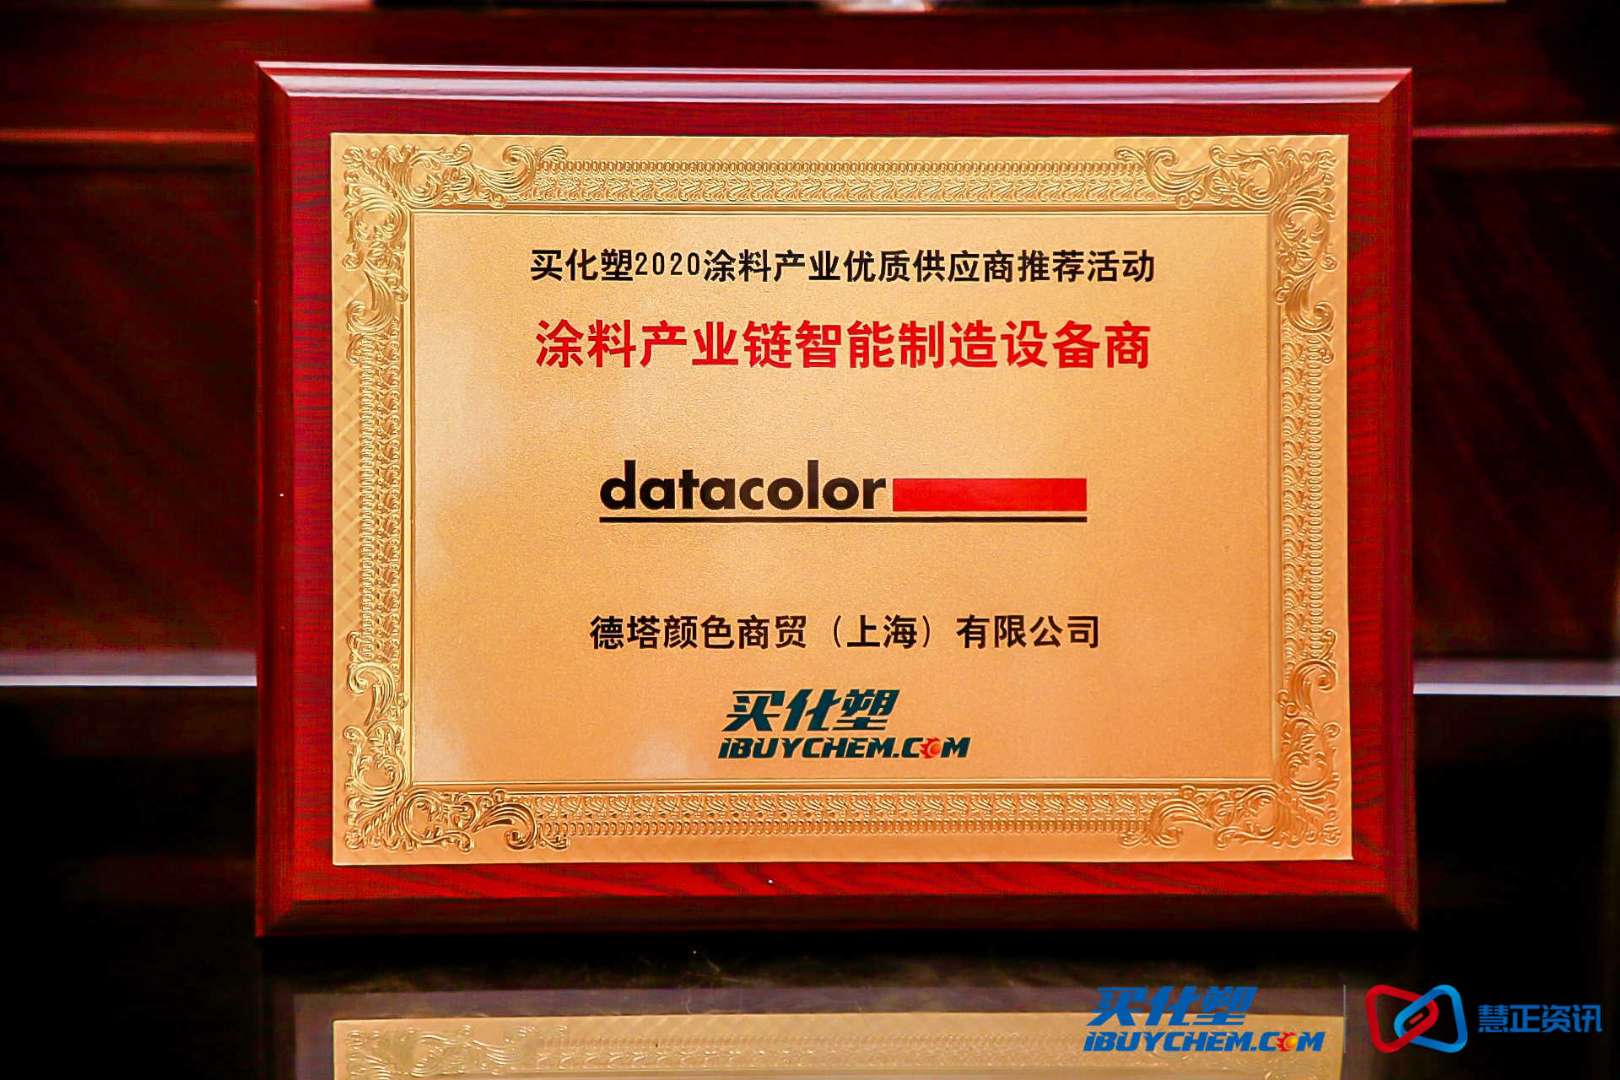 买化塑2020涂料产业优质供应商推荐活动
涂料产业链智能制造设备商
datacolor
德塔颜色商贸（上海）有限公司
买化塑
iBUYCHEM.COM
买化塑
iBUYCHEM.COM
慧正资讯